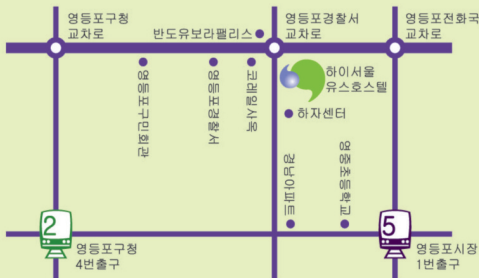 영등포구청
교차로
영등포경찰서
교차로
영등포전화국
교차로
반도유보라팰리스
하이서울
유스호스텔
영등포구민회관
영등포경찰서
코레일사옥
하자센터
경남아파트
영중초등학교
2
영등포구청
4번출구
5
영등포시장
1번출구